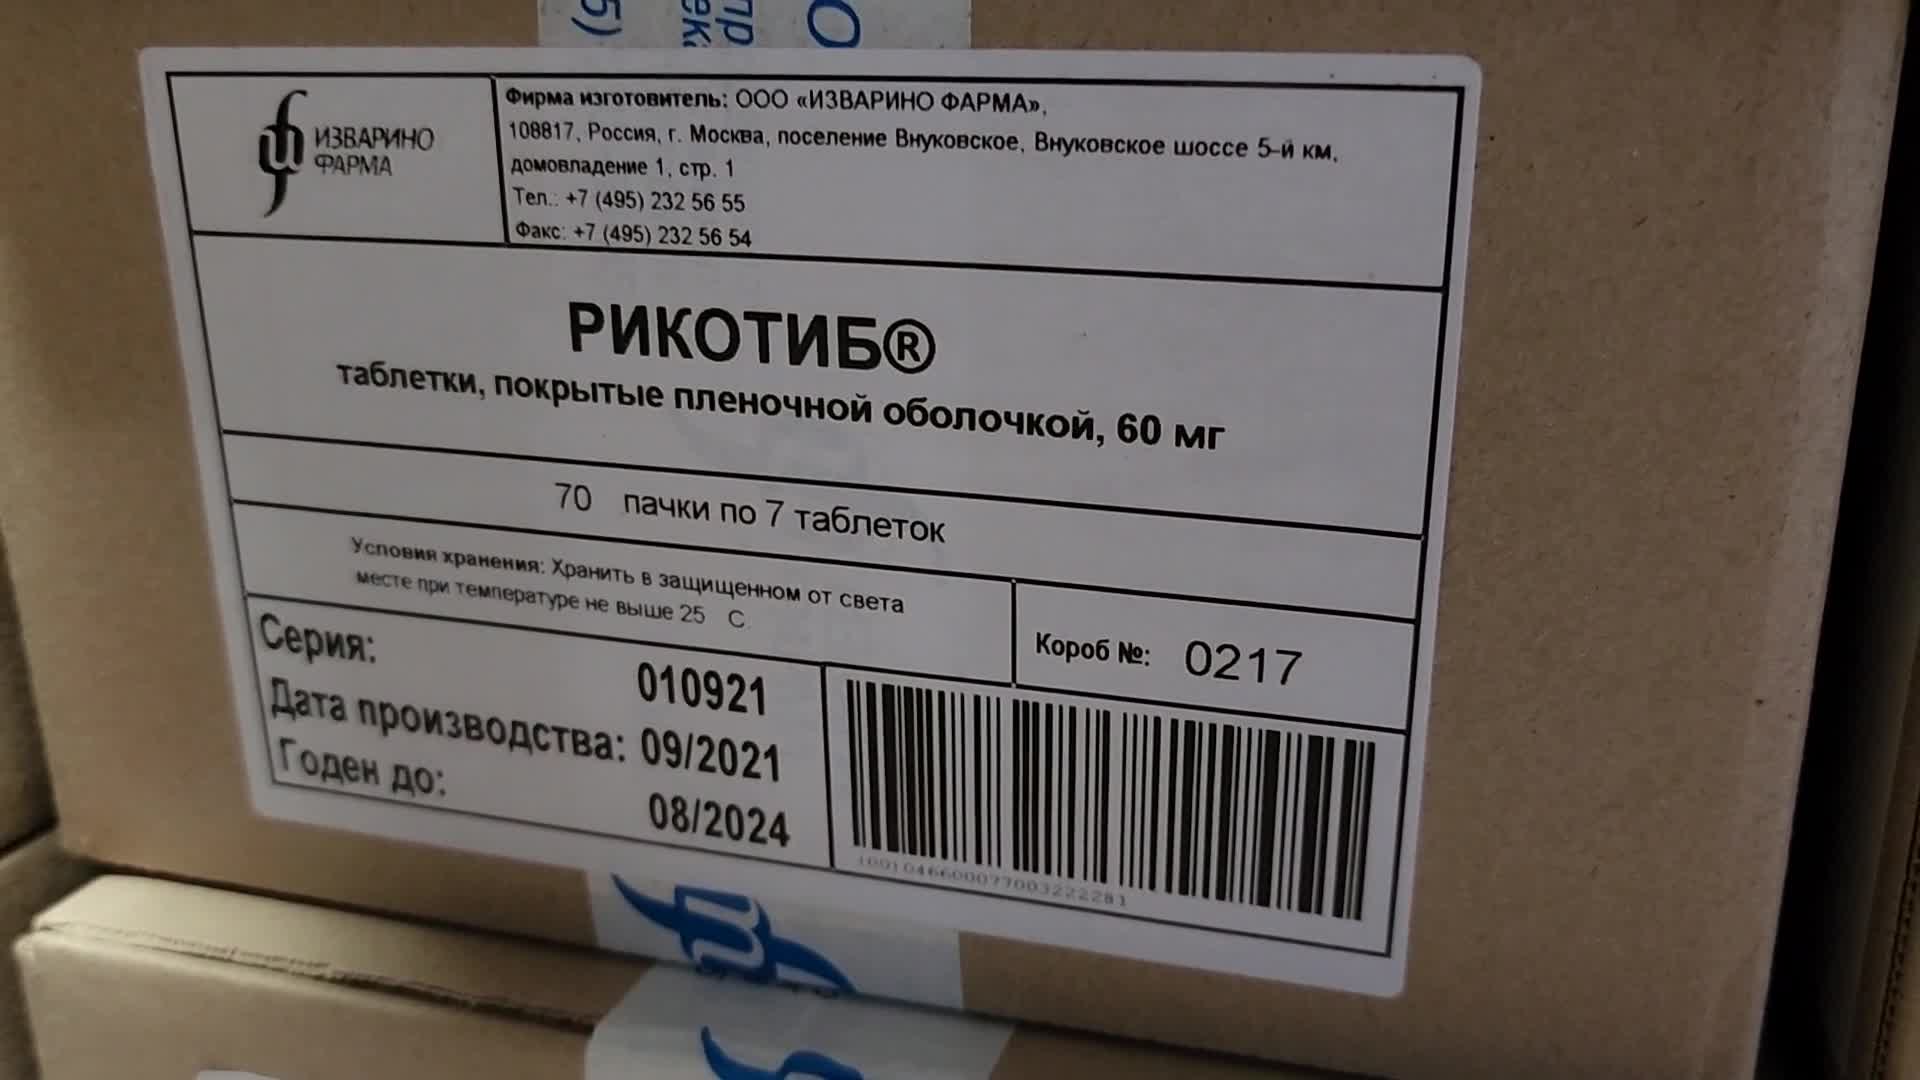 5)
ек
пр
О
ИЗВАРИНО
ФАРМА
Фирма изготовитель: ООО «ИЗВАРИНО ФАРМА»,
108817, Россия, г. Москва, поселение Внуковское, Внуковское шоссе 5-й км,
домовладение 1, стр. 1
Тел.: +7 (495) 232 56 55
Факс: +7 (495) 232 56 54
РИКОТИБ®
таблетки, покрытые пленочной оболочкой, 60 мг
70 пачки по 7 таблеток
Условия хранения: Хранить в защищенном от света
месте при температуре не выше 25 С.
Короб №: 0217
Серия: 010921
Дата производства: 09/2021
Годен до: 08/2024